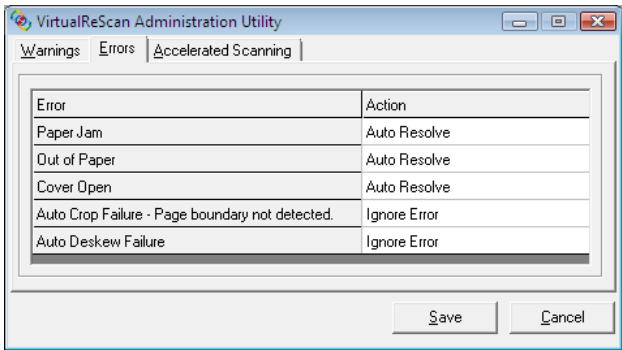 VirtualReScan Administration Utility
Warnings Errors Accelerated Scanning
Error Action
Paper Jam Auto Resolve
Out of Paper Auto Resolve
Cover Open Auto Resolve
Auto Crop Failure - Page boundary not detected. Ignore Error
Auto Deskew Failure Ignore Error
Save Cancel